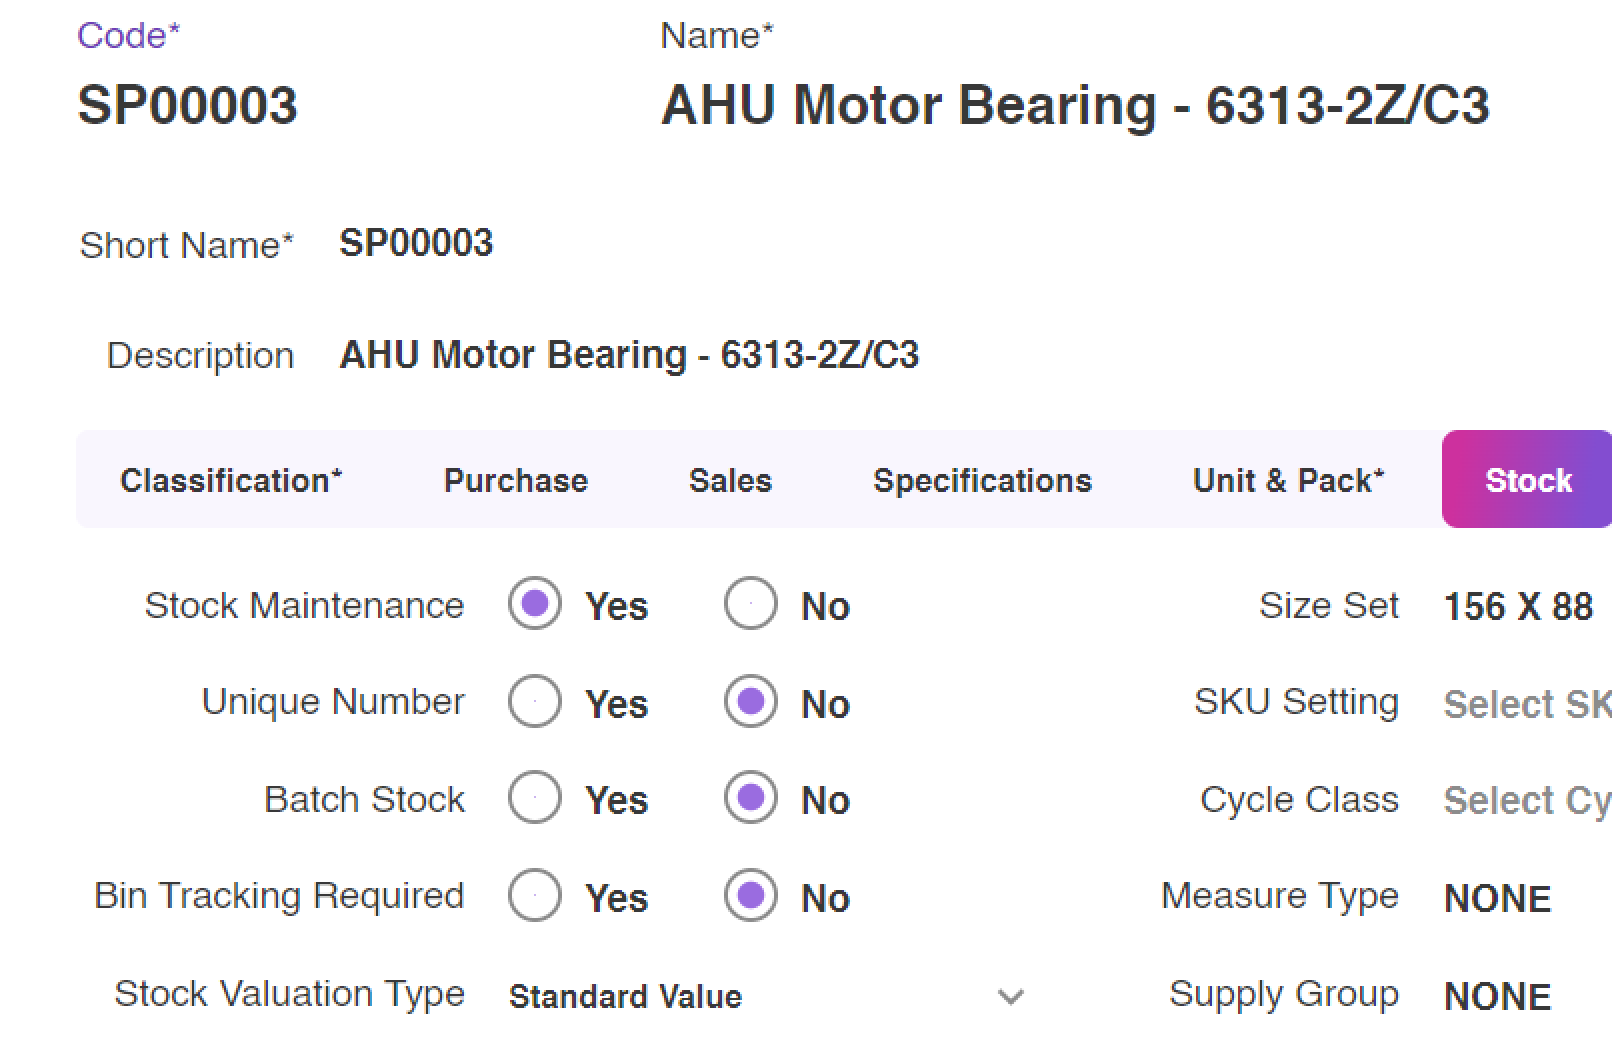 Code* Name*
SP00003 AHU Motor Bearing - 6313-2Z/C3
Short Name* SP00003
Description AHU Motor Bearing - 6313-2Z/C3
Classification* Purchase Sales Specifications Unit & Pack* Stock
Stock Maintenance Yes No Size Set 156 X 88
Unique Number Yes No SKU Setting Select SK
Batch Stock Yes No Cycle Class Select Cy
Bin Tracking Required Yes No Measure Type NONE
Stock Valuation Type Standard Value Supply Group NONE